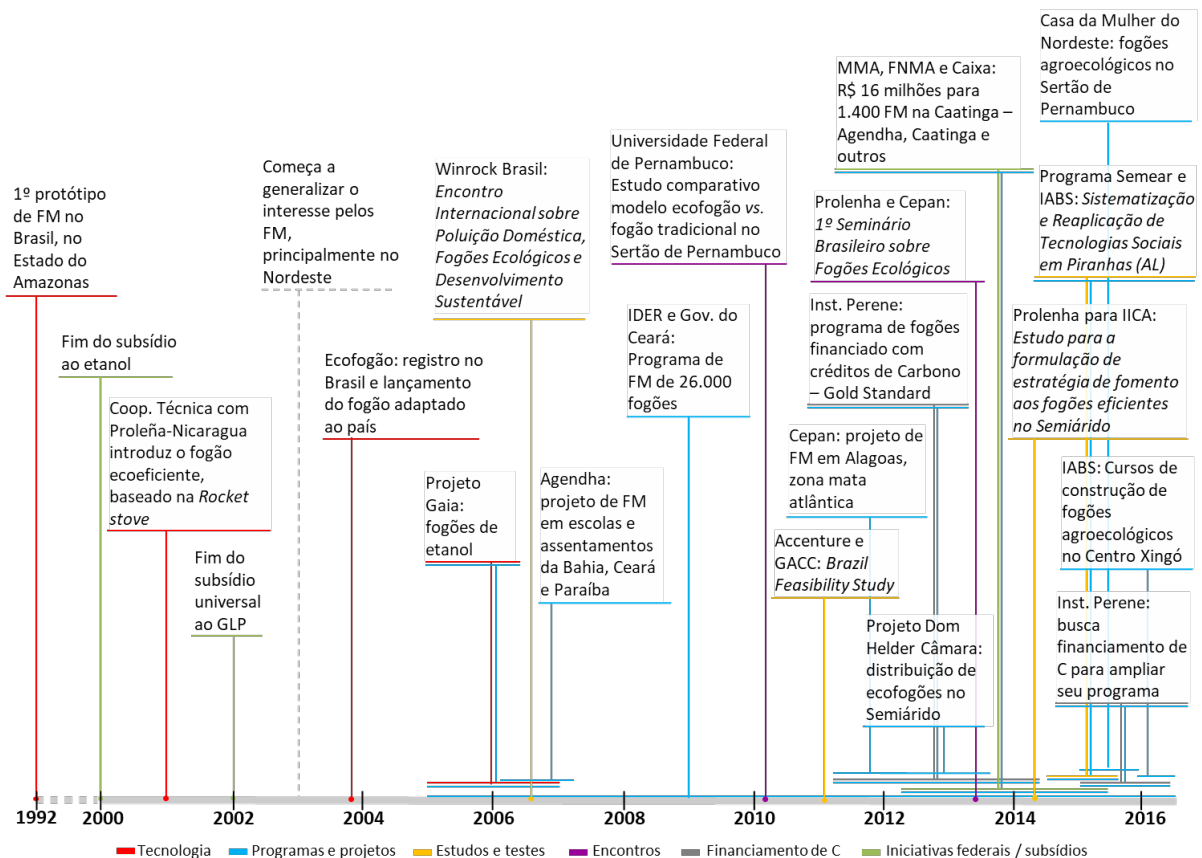 1º protótipo
de FM no
Brasil, no
Estado do
Amazonas
Fim do subsídio
ao etanol
Coop. Técnica com
Proleña-Nicaragua
introduz o fogão
ecoeficiente,
baseado na Rocket
stove
Fim do
subsídio
universal
ao GLP
Começa a
generalizar o
interesse pelos
FM,
principalmente no
Nordeste
Ecofogão: registro no
Brasil e lançamento
do fogão adaptado
ao país
Winrock Brasil:
Encontro
Internacional sobre
Poluição Doméstica,
Fogões Ecológicos e
Desenvolvimento
Sustentável
Projeto
Gaia:
fogões de
etanol
Agendha:
projeto de FM
em escolas e
assentamentos
da Bahia, Ceará
e Paraíba
Universidade Federal
de Pernambuco:
Estudo comparativo
modelo ecofogão vs.
fogão tradicional no
Sertão de Pernambuco
IDER e Gov. do
Ceará:
Programa de
FM de 26.000
fogões
MMA, FNMA e Caixa:
R$ 16 milhões para
1.400 FM na Caatinga –
Agendha, Caatinga e
outros
Prolenha e Cepan:
1º Seminário
Brasileiro sobre
Fogões Ecológicos
Inst. Perene:
programa de fogões
financiado com
créditos de Carbono
– Gold Standard
Cepan: projeto de
FM em Alagoas,
zona mata
atlântica
Accenture e
GACC: Brazil
Feasibility Study
Projeto Dom
Helder Câmara:
distribuição de
ecofogões no
Semiárido
Casa da Mulher do
Nordeste: fogões
agroecológicos no
Sertão de
Pernambuco
Programa Semear e
IABS: Sistematização
e Reaplicação de
Tecnologias Sociais
em Piranhas (AL)
Prolenha para IICA:
Estudo para a
formulação de
estratégia de fomento
aos fogões eficientes
no Semiárido
IABS: Cursos de
construção de
fogões
agroecológicos
no Centro Xingó
Inst. Perene:
busca
financiamento de
C para ampliar
seu programa
1992 2000 2002 2004 2006 2008 2010 2012 2014 2016
Tecnologia Programas e projetos Estudos e testes Encontros Financiamento de C Iniciativas federais / subsídios